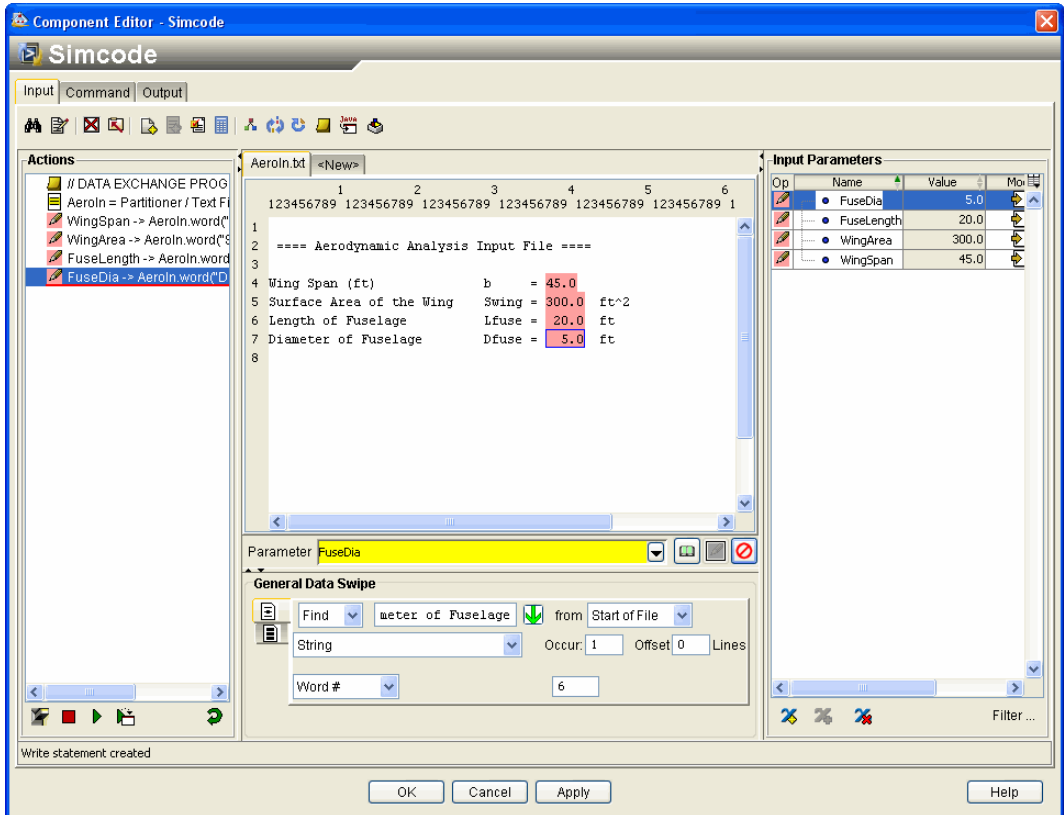 Component Editor - Simcode
Simcode
Input Command Output
Java
Actions
// DATA EXCHANGE PROG
AeroIn = Partitioner / Text Fi
WingSpan -> AeroIn.word("
WingArea -> AeroIn.word("S
FuseLength -> AeroIn.word
FuseDia -> AeroIn.word("D
AeroIn.txt <New>
1 2 3 4 5 6
123456789 123456789 123456789 123456789 123456789 123456789 1
1
2 ==== Aerodynamic Analysis Input File ====
3
4 Wing Span (ft) b = 45.0
5 Surface Area of the Wing Swing = 300.0 ft^2
6 Length of Fuselage Lfuse = 20.0 ft
7 Diameter of Fuselage Dfuse = 5.0 ft
8
Parameter FuseDia
General Data Swipe
Find meter of Fuselage from Start of File
String Occur: 1 Offset 0 Lines
Word # 6
Input Parameters
Op Name Value Mo
FuseDia 5.0
FuseLength 20.0
WingArea 300.0
WingSpan 45.0
Filter ...
Write statement created
OK Cancel Apply Help